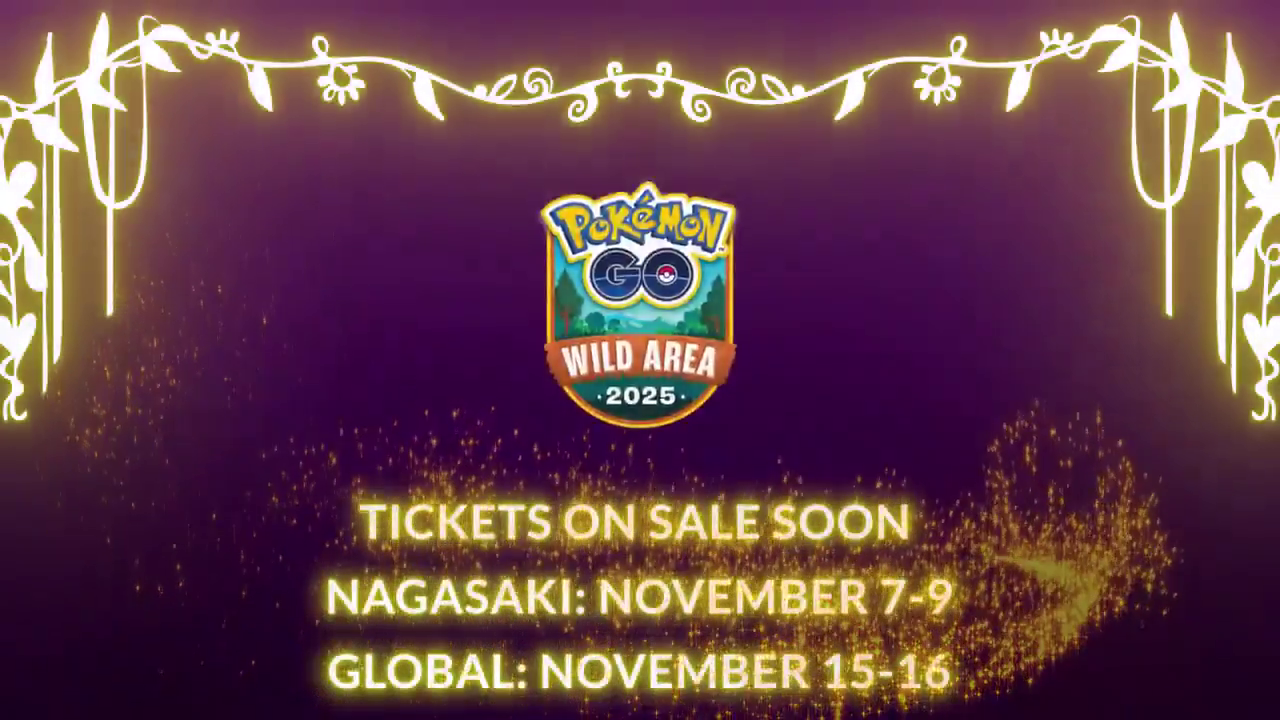 POKéMON
GO
WILD AREA
·2025·
TICKETS ON SALE SOON
NAGASAKI: NOVEMBER 7-9
GLOBAL: NOVEMBER 15-16